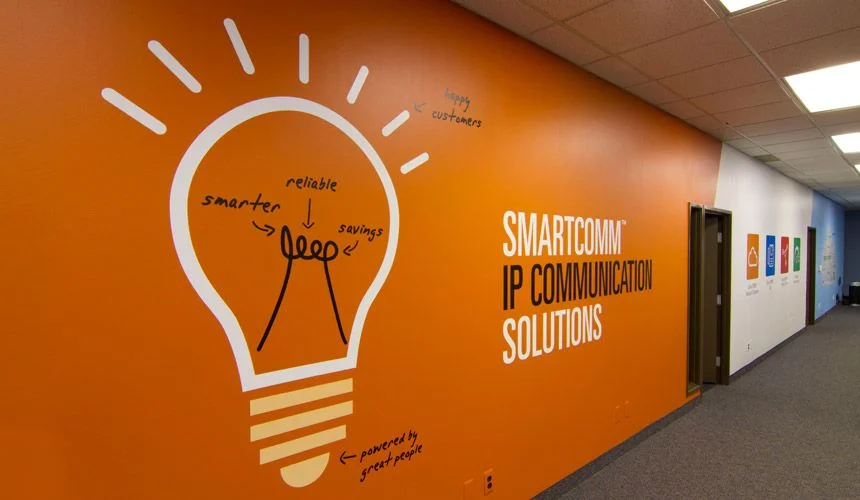 happy
customers
reliable
smarter
savings
SMARTCOMM™
IP COMMUNICATION
SOLUTIONS
powered by
great people